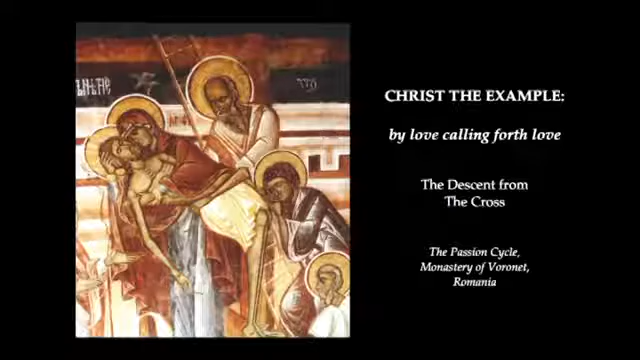 CHRIST THE EXAMPLE:
by love calling forth love
The Descent from
The Cross
The Passion Cycle,
Monastery of Voronet,
Romania